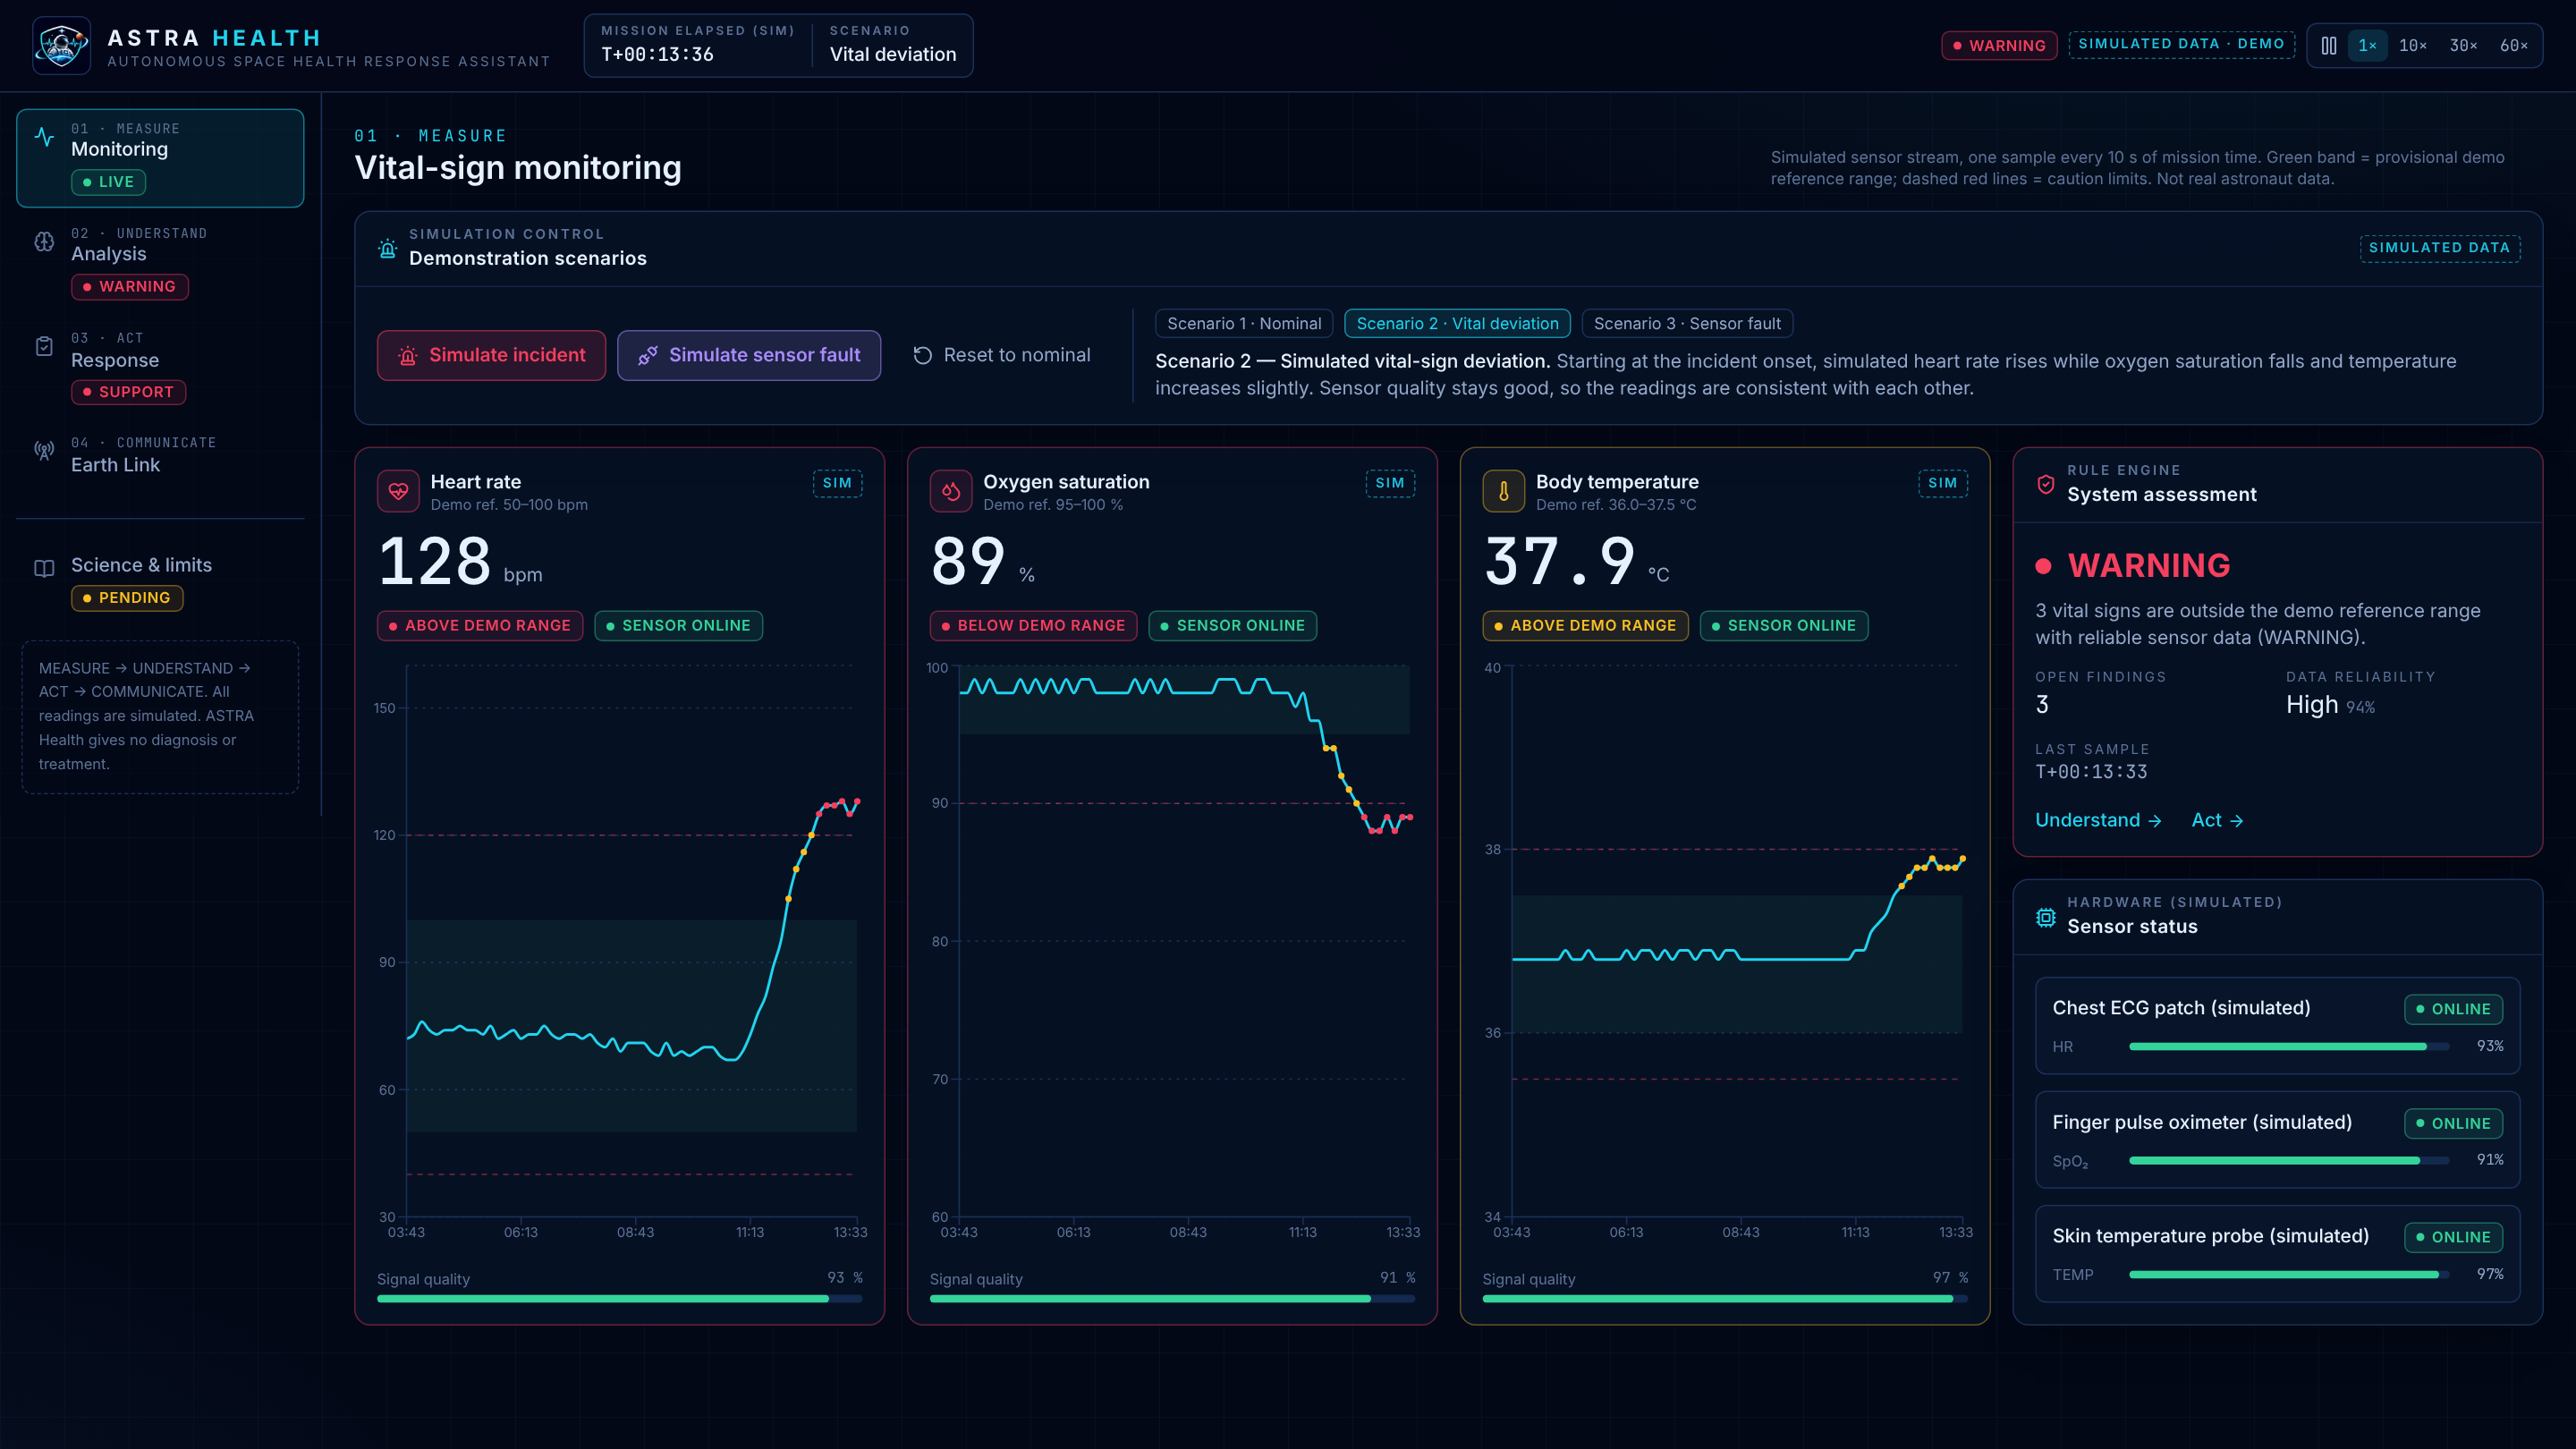 ASTRA HEALTH
AUTONOMOUS SPACE HEALTH RESPONSE ASSISTANT
MISSION ELAPSED (SIM)
T+00:13:36
SCENARIO
Vital deviation
WARNING
SIMULATED DATA · DEMO
1×
10×
30×
60×
01 · MEASURE
Monitoring
LIVE
02 · UNDERSTAND
Analysis
WARNING
03 · ACT
Response
SUPPORT
04 · COMMUNICATE
Earth Link
Science & limits
PENDING
MEASURE → UNDERSTAND →
ACT → COMMUNICATE. All
readings are simulated. ASTRA
Health gives no diagnosis or
treatment.
01 · MEASURE
Vital-sign monitoring
Simulated sensor stream, one sample every 10 s of mission time. Green band = provisional demo
reference range; dashed red lines = caution limits. Not real astronaut data.
SIMULATION CONTROL
Demonstration scenarios
SIMULATED DATA
Simulate incident
Simulate sensor fault
Reset to nominal
Scenario 1 · Nominal
Scenario 2 · Vital deviation
Scenario 3 · Sensor fault
Scenario 2 — Simulated vital-sign deviation. Starting at the incident onset, simulated heart rate rises while oxygen saturation falls and temperature
increases slightly. Sensor quality stays good, so the readings are consistent with each other.
Heart rate
Demo ref. 50–100 bpm
SIM
128 bpm
ABOVE DEMO RANGE
SENSOR ONLINE
150
120
90
60
30
03:43
06:13
08:43
11:13
13:33
Signal quality
93 %
Oxygen saturation
Demo ref. 95–100 %
SIM
89 %
BELOW DEMO RANGE
SENSOR ONLINE
100
90
80
70
60
03:43
06:13
08:43
11:13
13:33
Signal quality
91 %
Body temperature
Demo ref. 36.0–37.5 °C
SIM
37.9 °C
ABOVE DEMO RANGE
SENSOR ONLINE
40
38
36
34
03:43
06:13
08:43
11:13
13:33
Signal quality
97 %
RULE ENGINE
System assessment
WARNING
3 vital signs are outside the demo reference range
with reliable sensor data (WARNING).
OPEN FINDINGS
3
DATA RELIABILITY
High 94%
LAST SAMPLE
T+00:13:33
Understand →
Act →
HARDWARE (SIMULATED)
Sensor status
Chest ECG patch (simulated)
ONLINE
HR
93%
Finger pulse oximeter (simulated)
ONLINE
SpO₂
91%
Skin temperature probe (simulated)
ONLINE
TEMP
97%